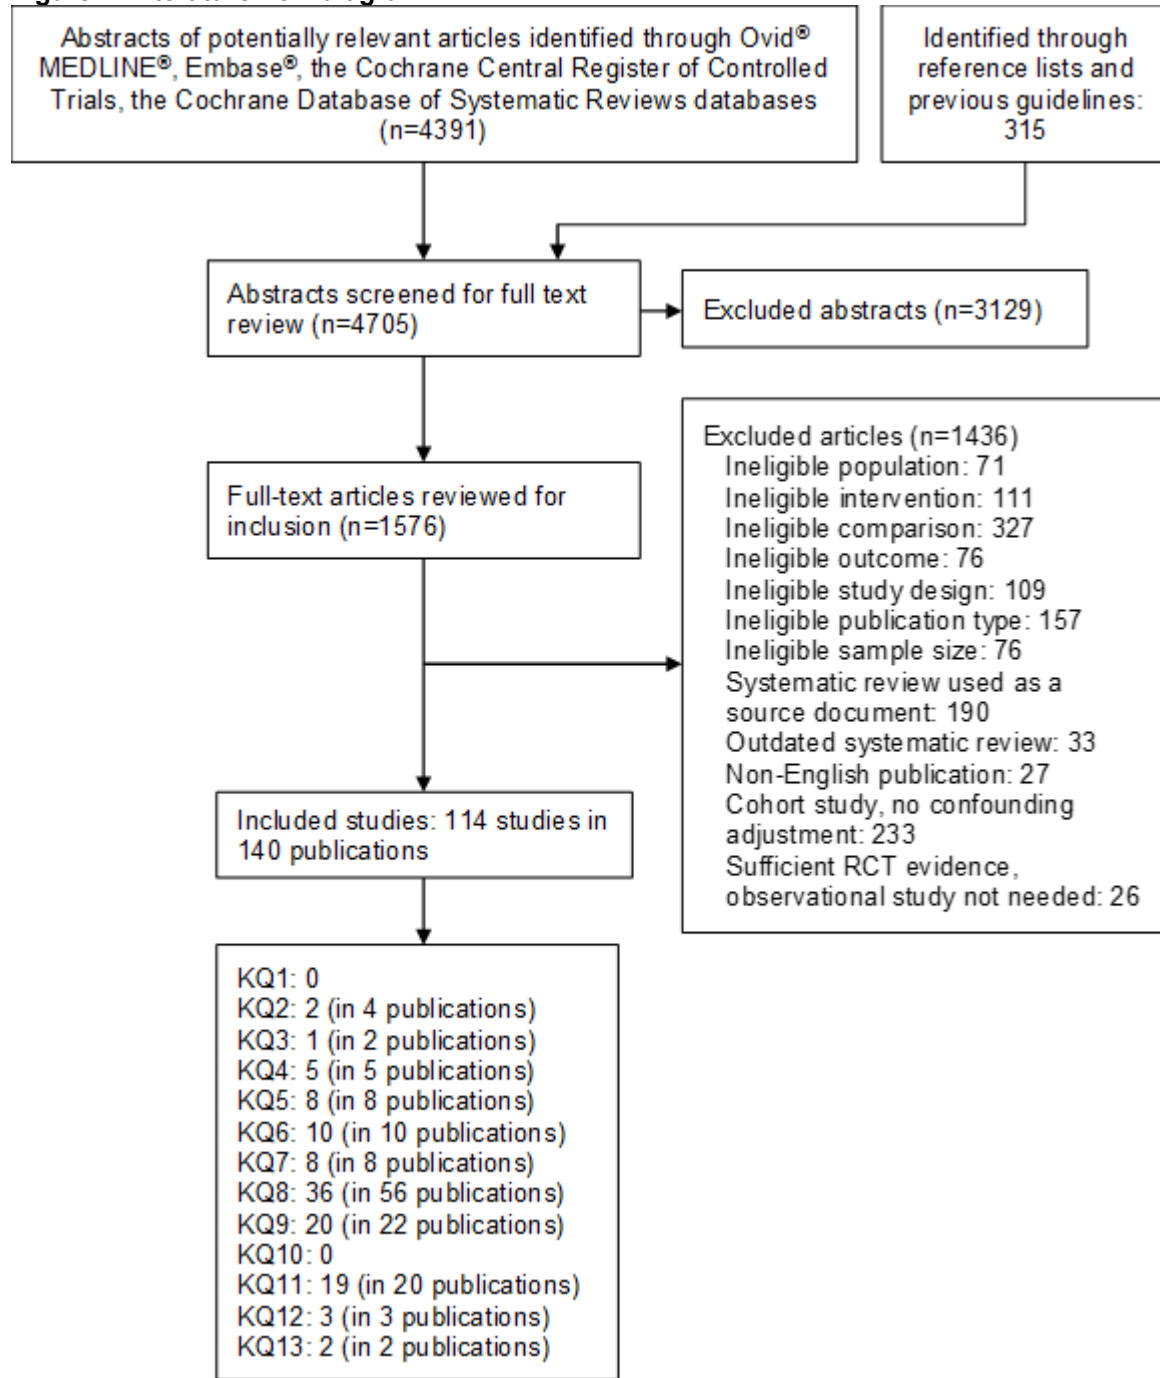 Abstracts of potentially relevant articles identified through Ovid®
MEDLINE®, Embase®, the Cochrane Central Register of Controlled
Trials, the Cochrane Database of Systematic Reviews databases
(n=4391)
Identified through
reference lists and
previous guidelines:
315
Abstracts screened for full text
review (n=4705)
Excluded abstracts (n=3129)
Full-text articles reviewed for
inclusion (n=1576)
Excluded articles (n=1436)
Ineligible population: 71
Ineligible intervention: 111
Ineligible comparison: 327
Ineligible outcome: 76
Ineligible study design: 109
Ineligible publication type: 157
Ineligible sample size: 76
Systematic review used as a
source document: 190
Outdated systematic review: 33
Non-English publication: 27
Cohort study, no confounding
adjustment: 233
Sufficient RCT evidence,
observational study not needed: 26
Included studies: 114 studies in
140 publications
KQ1: 0
KQ2: 2 (in 4 publications)
KQ3: 1 (in 2 publications)
KQ4: 5 (in 5 publications)
KQ5: 8 (in 8 publications)
KQ6: 10 (in 10 publications)
KQ7: 8 (in 8 publications)
KQ8: 36 (in 56 publications)
KQ9: 20 (in 22 publications)
KQ10: 0
KQ11: 19 (in 20 publications)
KQ12: 3 (in 3 publications)
KQ13: 2 (in 2 publications)